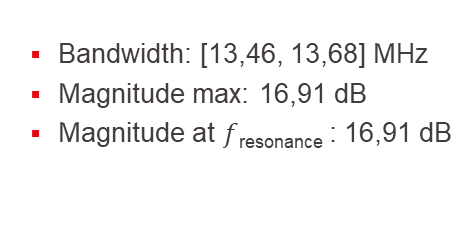 ▪ Bandwidth: [13,46, 13,68] MHz
▪ Magnitude max: 16,91 dB
▪ Magnitude at f resonance : 16,91 dB